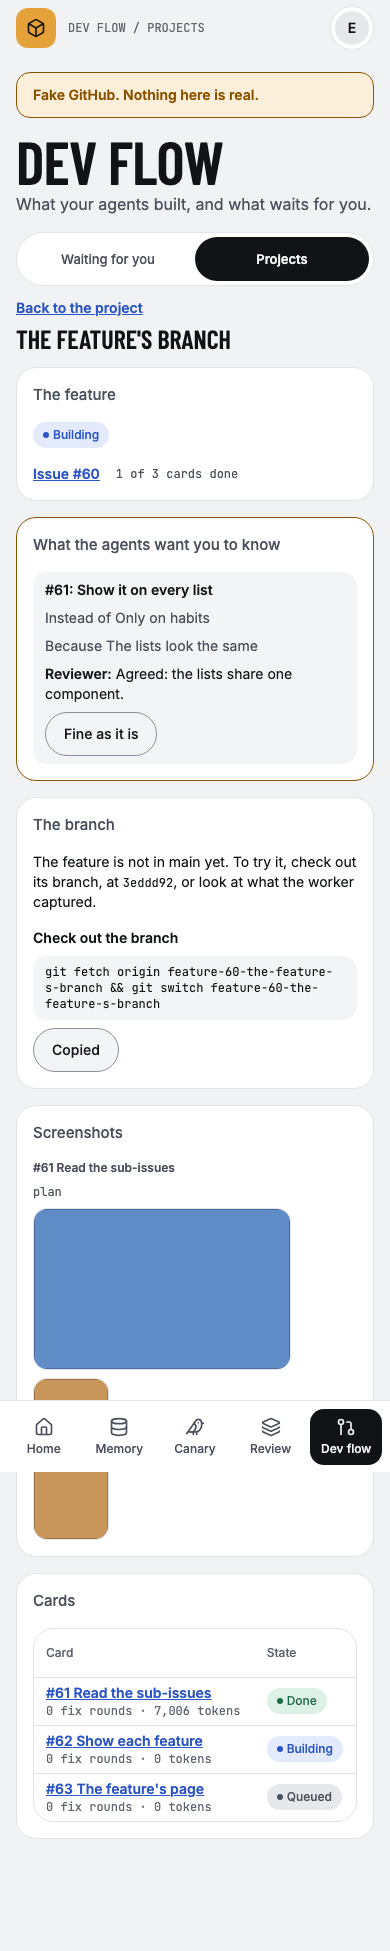 DEV FLOW / PROJECTS
E
Fake GitHub. Nothing here is real.
DEV FLOW
What your agents built, and what waits for you.
Waiting for you
Projects
Back to the project
THE FEATURE'S BRANCH
The feature
Building
Issue #60 1 of 3 cards done
What the agents want you to know
#61: Show it on every list
Instead of Only on habits
Because The lists look the same
Reviewer: Agreed: the lists share one
component.
Fine as it is
The branch
The feature is not in main yet. To try it, check out
its branch, at 3eddd92, or look at what the worker
captured.
Check out the branch
git fetch origin feature-60-the-feature-
s-branch && git switch feature-60-the-
feature-s-branch
Copied
Screenshots
#61 Read the sub-issues
plan
Home
Memory
Canary
Review
Dev flow
Cards
Card State
#61 Read the sub-issues Done
0 fix rounds · 7,006 tokens
#62 Show each feature Building
0 fix rounds · 0 tokens
#63 The feature's page Queued
0 fix rounds · 0 tokens